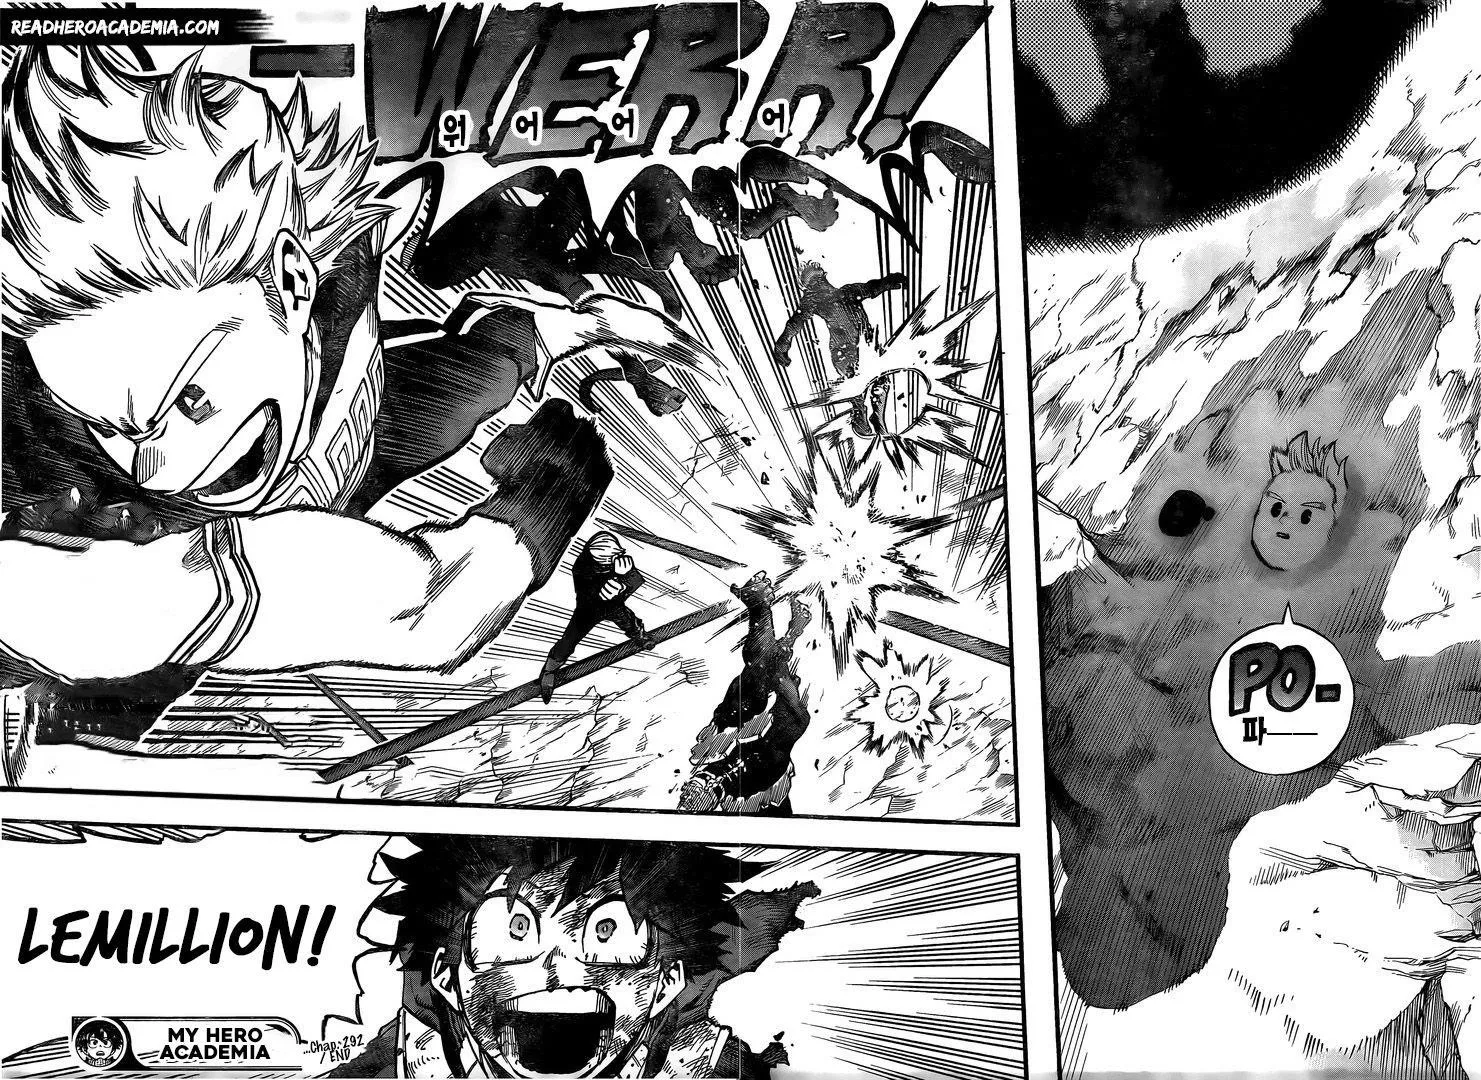 READHEROACADEMIA.COM
PO-
파──
-WERR!
워 어 어 어
LEMILLION!
MY HERO
ACADEMIA
...Chap. 292
/ END